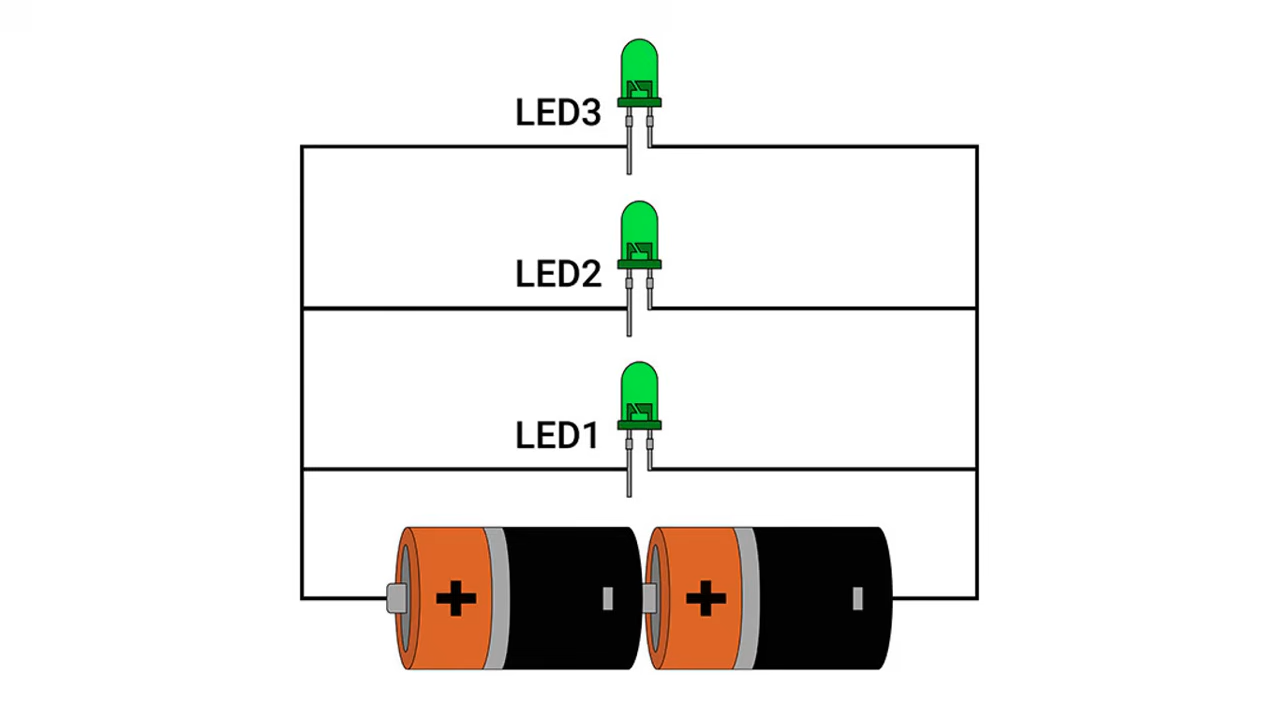 LED3
LED2
LED1
+ - + -